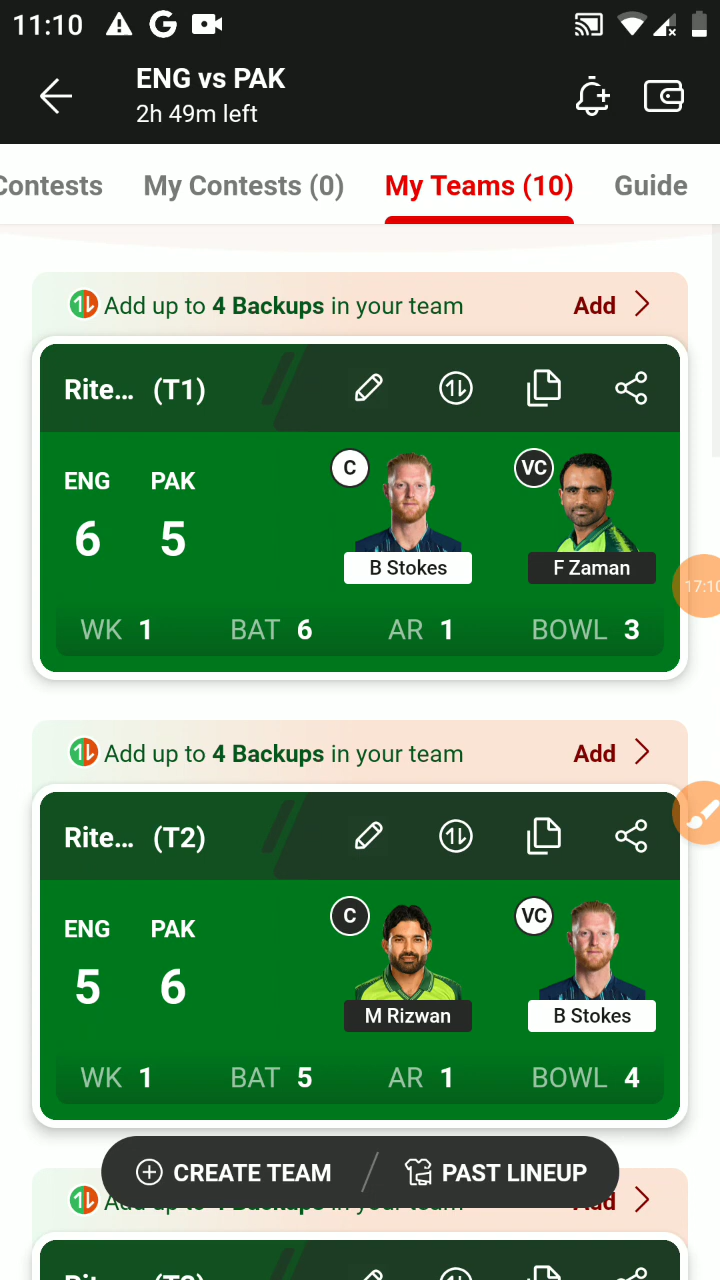 11:10
ENG vs PAK
2h 49m left
Contests My Contests (0) My Teams (10) Guide
Add up to 4 Backups in your team Add
Rite... (T1)
C VC
ENG PAK
6 5
B Stokes F Zaman
17:10
WK 1 BAT 6 AR 1 BOWL 3
Add up to 4 Backups in your team Add
Rite... (T2)
C VC
ENG PAK
5 6
M Rizwan B Stokes
WK 1 BAT 5 AR 1 BOWL 4
CREATE TEAM PAST LINEUP